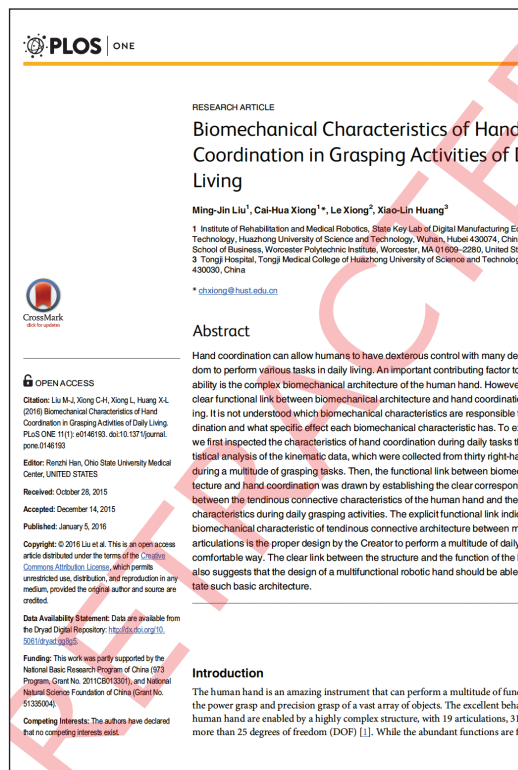 PLOS | ONE
RESEARCH ARTICLE
Biomechanical Characteristics of Hand
Coordination in Grasping Activities of D
Living
Ming-Jin Liu1, Cai-Hua Xiong1*, Le Xiong2, Xiao-Lin Huang3
1 Institute of Rehabilitation and Medical Robotics, State Key Lab of Digital Manufacturing Eq
Technology, Huazhong University of Science and Technology, Wuhan, Hubei 430074, Chin
School of Business, Worcester Polytechnic Institute, Worcester, MA 01609–2280, United St
3 Tongji Hospital, Tongji Medical College of Huazhong University of Science and Technolog
430030, China
* chxiong@hust.edu.cn
Abstract
Hand coordination can allow humans to have dexterous control with many de
dom to perform various tasks in daily living. An important contributing factor to
ability is the complex biomechanical architecture of the human hand. Howeve
clear functional link between biomechanical architecture and hand coordinatio
ing. It is not understood which biomechanical characteristics are responsible
dination and what specific effect each biomechanical characteristic has. To ex
we first inspected the characteristics of hand coordination during daily tasks th
tistical analysis of the kinematic data, which were collected from thirty right-ha
during a multitude of grasping tasks. Then, the functional link between biomec
tecture and hand coordination was drawn by establishing the clear correspon
between the tendinous connective characteristics of the human hand and the
characteristics during daily grasping activities. The explicit functional link indic
biomechanical characteristic of tendinous connective architecture between m
articulations is the proper design by the Creator to perform a multitude of daily
comfortable way. The clear link between the structure and the function of the
also suggests that the design of a multifunctional robotic hand should be able
tate such basic architecture.
Introduction
The human hand is an amazing instrument that can perform a multitude of func
the power grasp and precision grasp of a vast array of objects. The excellent beha
human hand are enabled by a highly complex structure, with 19 articulations, 31
more than 25 degrees of freedom (DOF) [1]. While the abundant functions are f
CrossMark
click for updates
OPEN ACCESS
Citation: Liu M-J, Xiong C-H, Xiong L, Huang X-L
(2016) Biomechanical Characteristics of Hand
Coordination in Grasping Activities of Daily Living.
PLoS ONE 11(1): e0146193. doi:10.1371/journal.
pone.0146193
Editor: Renzhi Han, Ohio State University Medical
Center, UNITED STATES
Received: October 28, 2015
Accepted: December 14, 2015
Published: January 5, 2016
Copyright: © 2016 Liu et al. This is an open access
article distributed under the terms of the Creative
Commons Attribution License, which permits
unrestricted use, distribution, and reproduction in any
medium, provided the original author and source are
credited.
Data Availability Statement: Data are available from
the Dryad Digital Repository: http://dx.doi.org/10.
5061/dryad.gg8g5.
Funding: This work was partly supported by the
National Basic Research Program of China (973
Program, Grant No. 2011CB013301), and National
Natural Science Foundation of China (Grant No.
51335004).
Competing Interests: The authors have declared
that no competing interests exist.
RETRACTE